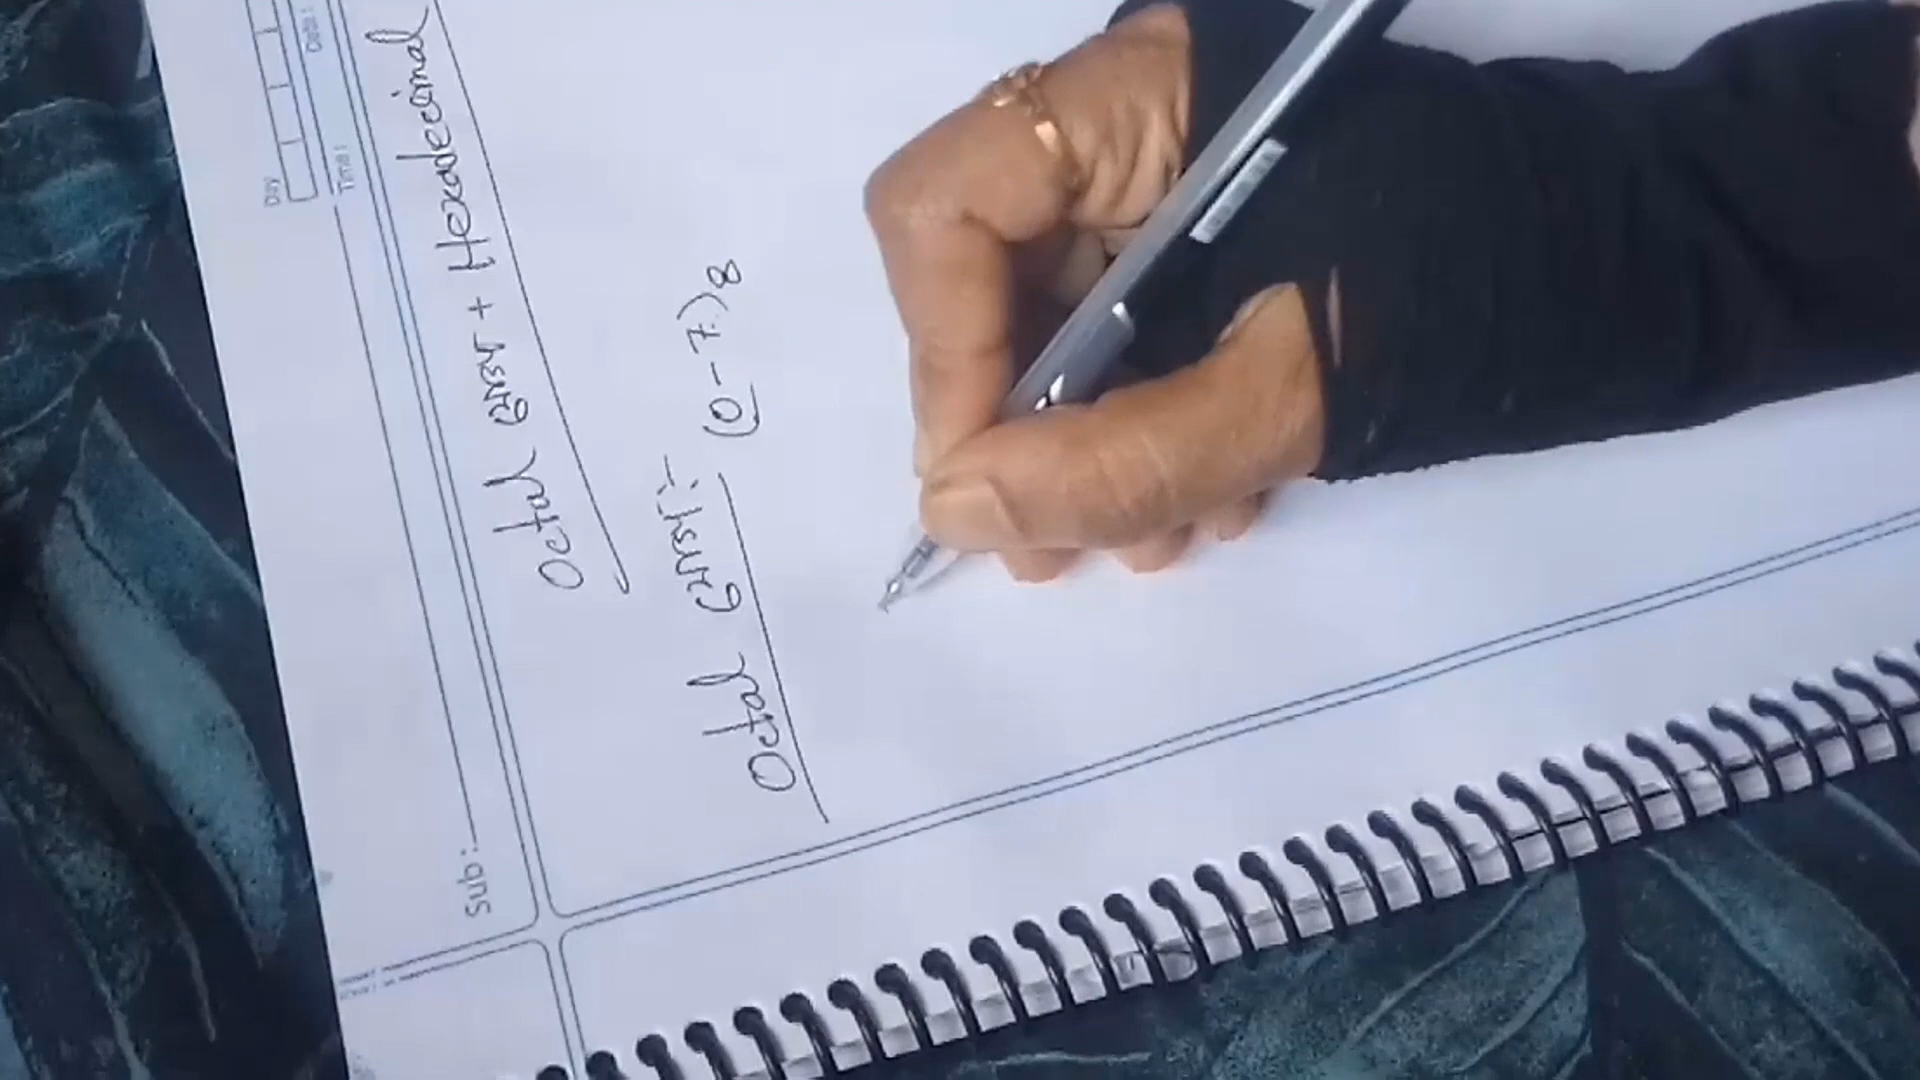 Day
Time: Date:
Sub:
Octal + Hexadecimal
Octal :- (0-7)8